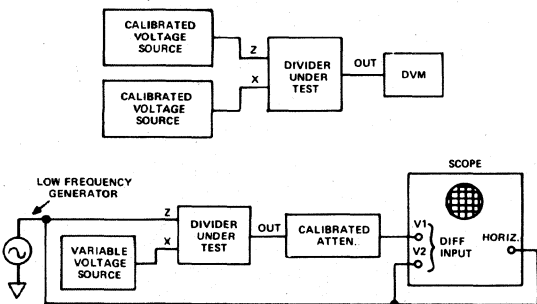 CALIBRATED
VOLTAGE
SOURCE
Z
DIVIDER
UNDER
TEST
OUT
DVM
X
CALIBRATED
VOLTAGE
SOURCE
SCOPE
LOW FREQUENCY
GENERATOR
Z
DIVIDER
UNDER
TEST
OUT
CALIBRATED
ATTEN.
V1
DIFF
INPUT
HORIZ.
V2
X
VARIABLE
VOLTAGE
SOURCE